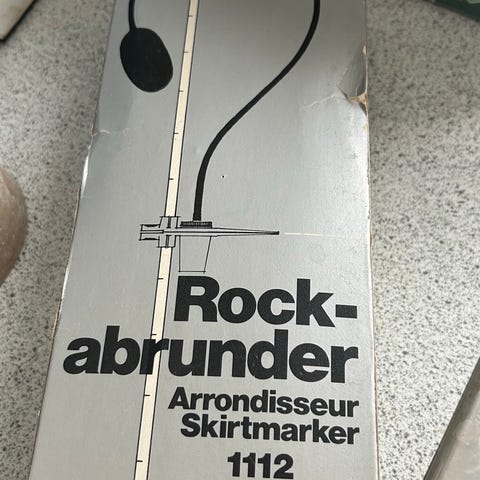 Rock-
abrunder
Arrondisseur
Skirtmarker
1112